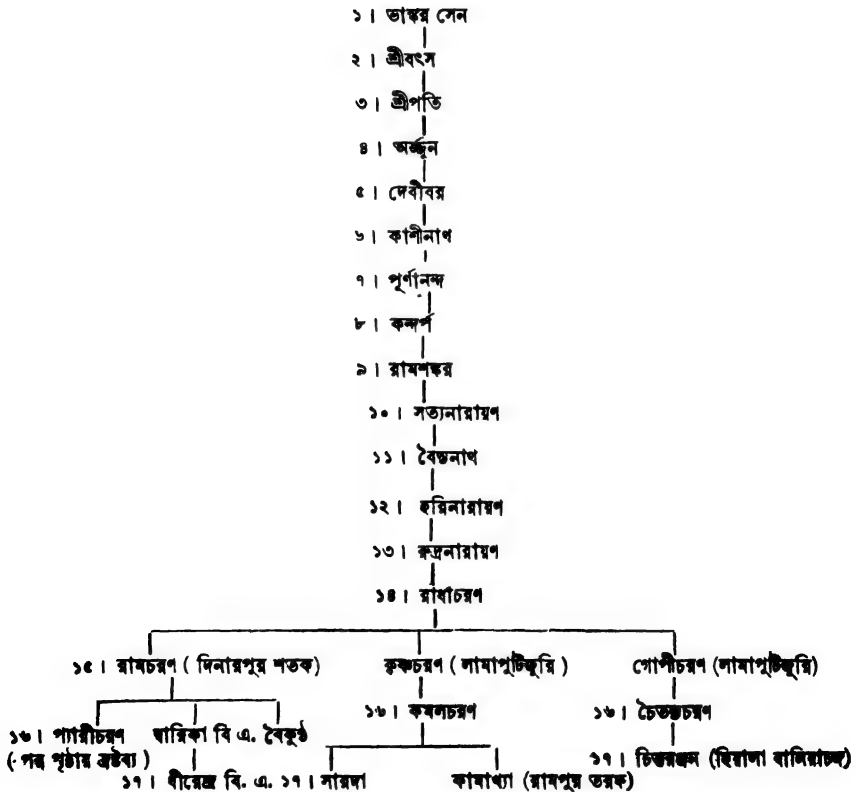 ১। ভাস্কর সেন
২। শ্রীবৎস
৩। শ্রীপতি
৪। অর্জ্জুন
৫। দেবীবর
৬। কাশীনাথ
৭। পূর্ণানন্দ
৮। কন্দর্প
৯। রামশঙ্কর
১০। সত্যনারায়ণ
১১। বৈদ্যনাথ
১২। হরিনারায়ণ
১৩। রুদ্রনারায়ণ
১৪। রাধাচরণ
১৫। রামচরণ ( দিনারপুর শতক) কৃষ্ণচরণ ( লামাপুটিজুরি ) গোপীচরণ (লামাপুটিজুরি)
১৬। প্যারীচরণ দ্বারিকা বি এ. বৈকুণ্ঠ ১৬। কমলচরণ ১৬। চৈতন্যচরণ
( পর পৃষ্ঠায় দ্রষ্টব্য ) ১৭। চিত্তরঞ্জন (হিয়ালা বানিয়াচঙ্গ)
১৭। ধীরেন্দ্র বি. এ. ১৭। সারদা কামাখ্যা (রামপুর তরফ)